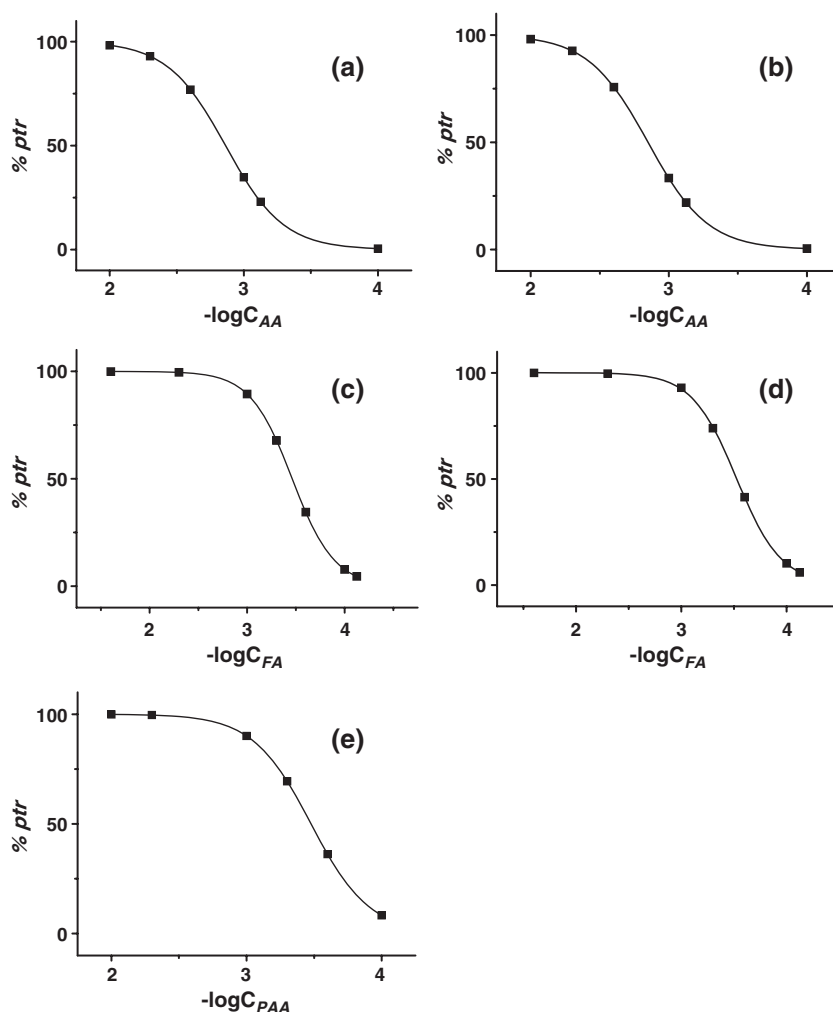 (a)
% ptr
100
50
0
2 3 4
-logC_AA
(b)
% ptr
100
50
0
2 3 4
-logC_AA
(c)
% ptr
100
50
0
2 3 4
-logC_FA
(d)
% ptr
100
50
0
2 3 4
-logC_FA
(e)
% ptr
100
50
0
2 3 4
-logC_PAA